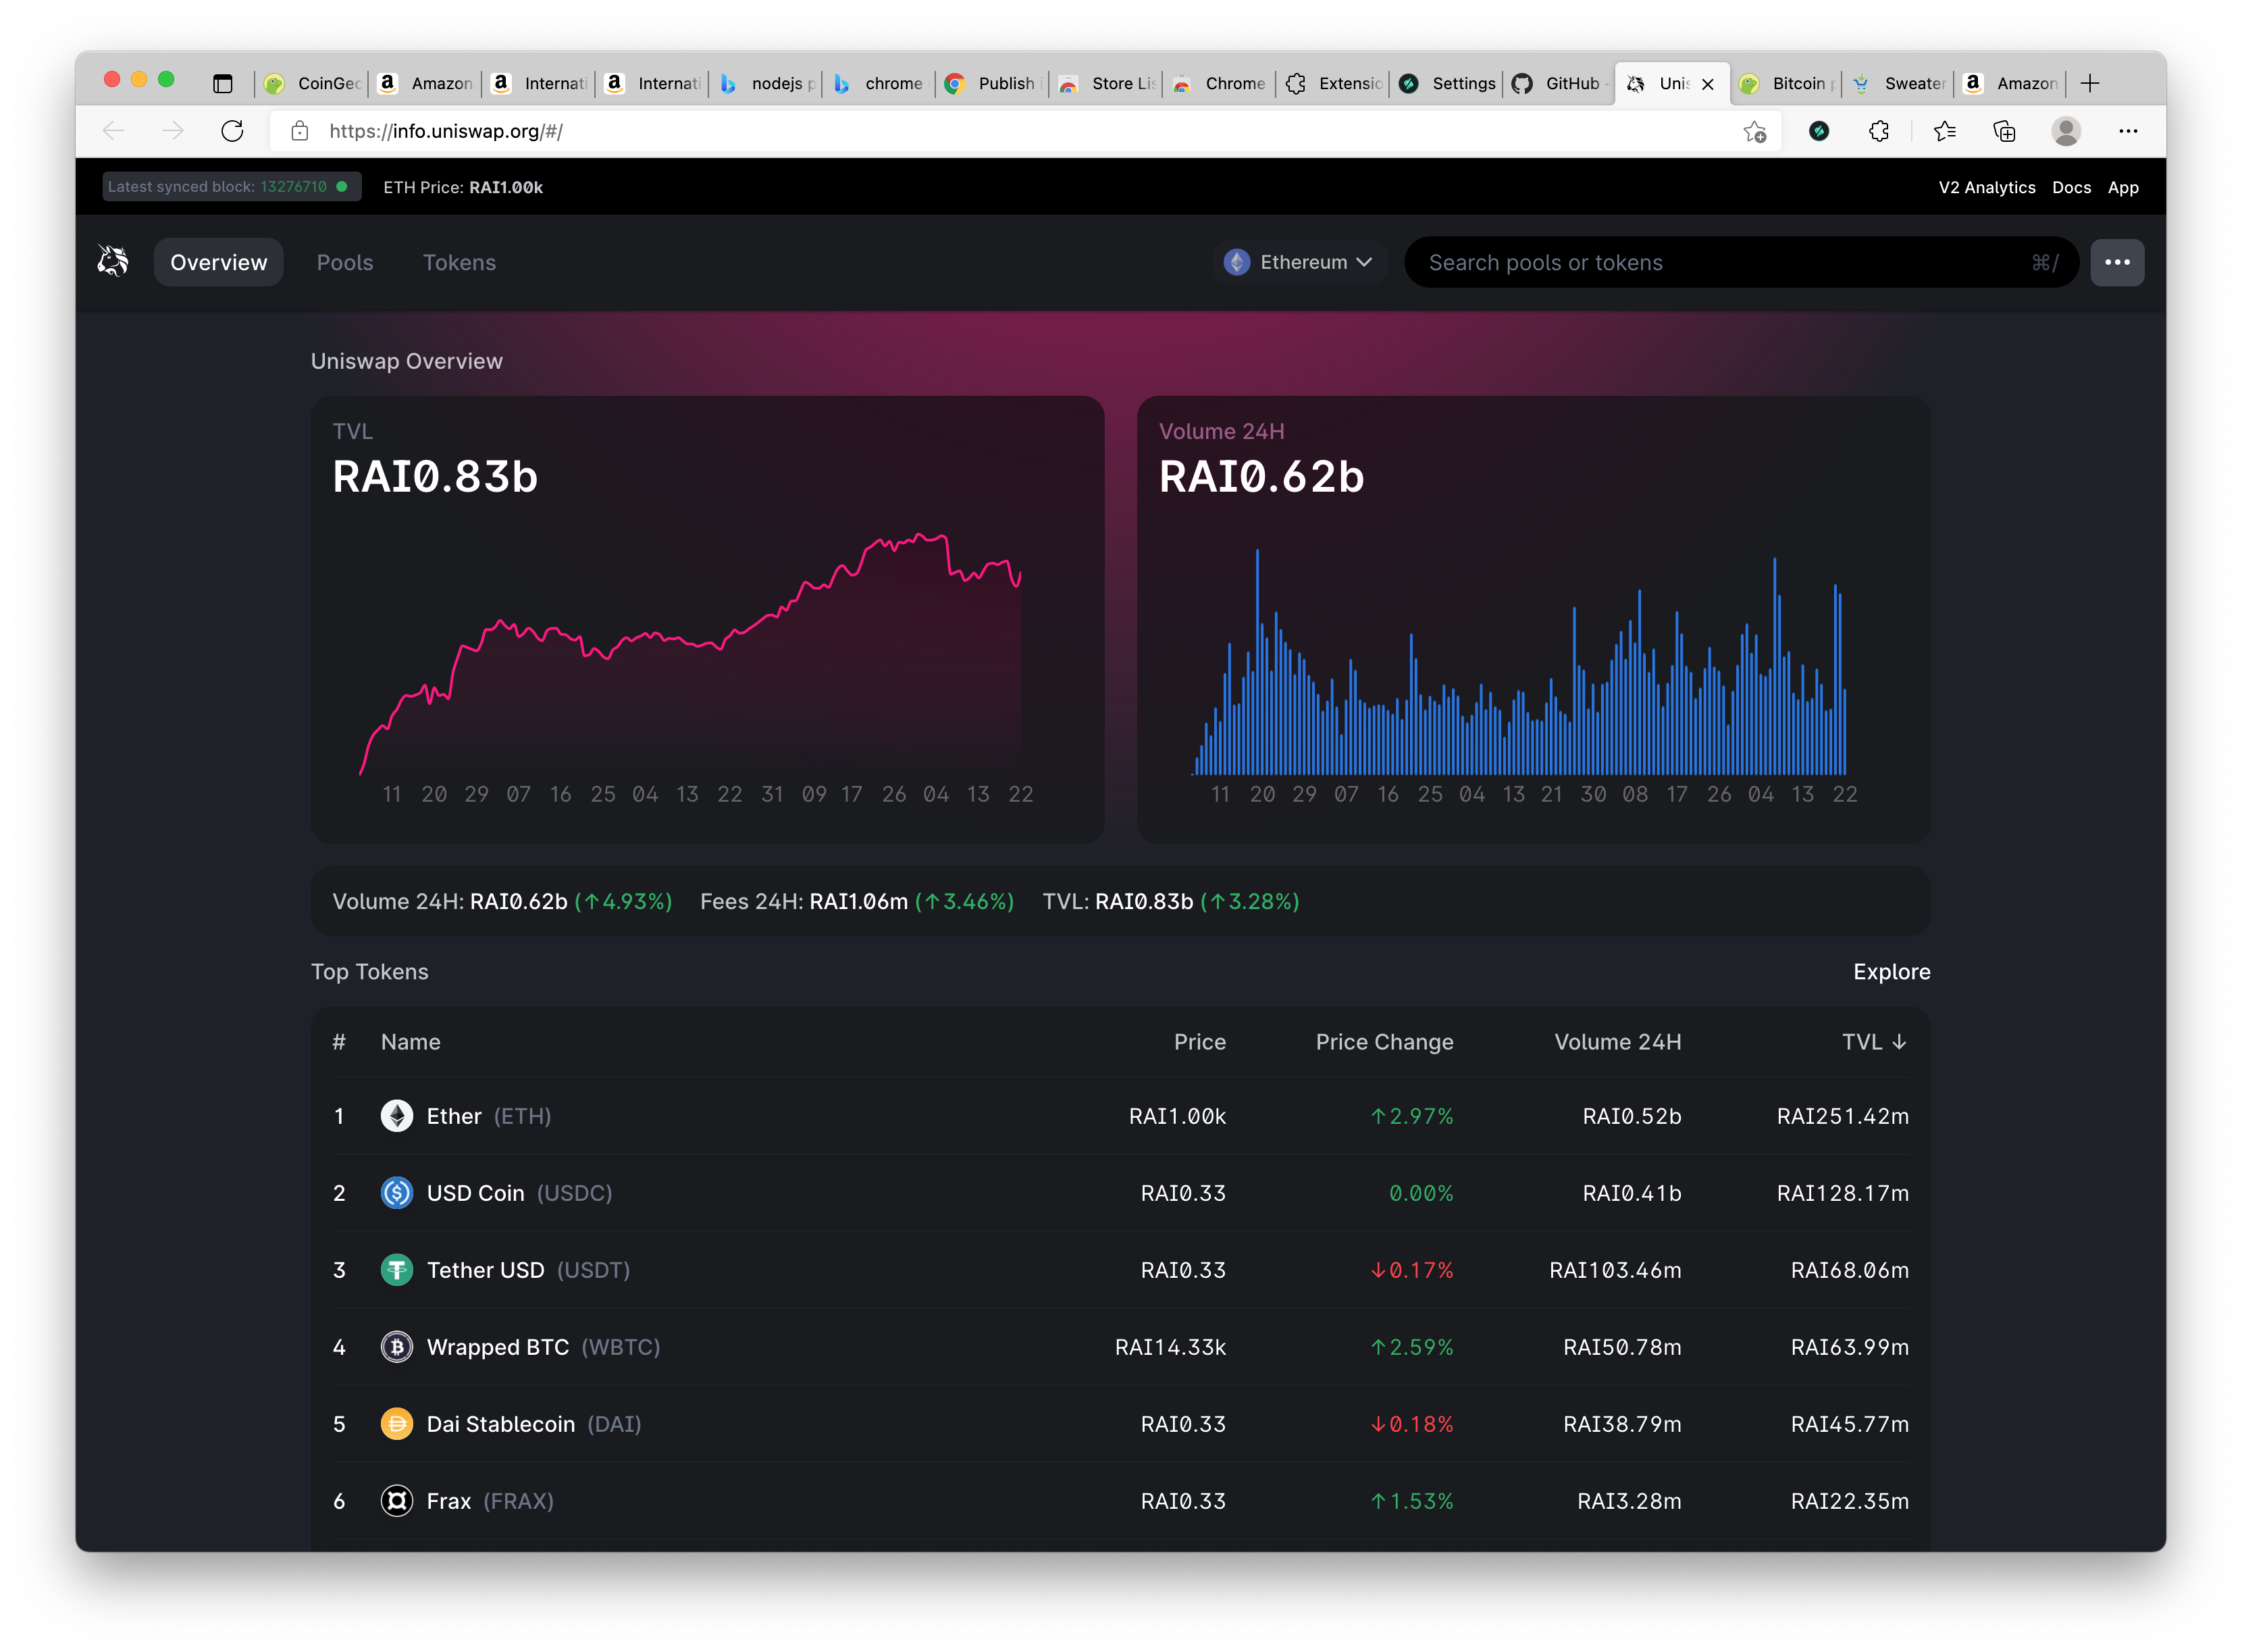 CoinGec Amazon Internati Internati nodejs p chrome Publish i Store Lis Chrome Extensio Settings GitHub - Unis Bitcoin p Sweater Amazon
https://info.uniswap.org/#/
Latest synced block: 13276710 ETH Price: RAI1.00k V2 Analytics Docs App
Overview Pools Tokens Ethereum Search pools or tokens ⌘/
Uniswap Overview
TVL
RAI0.83b
11 20 29 07 16 25 04 13 22 31 09 17 26 04 13 22
Volume 24H
RAI0.62b
11 20 29 07 16 25 04 13 21 30 08 17 26 04 13 22
Volume 24H: RAI0.62b (↑4.93%) Fees 24H: RAI1.06m (↑3.46%) TVL: RAI0.83b (↑3.28%)
Top Tokens Explore
# Name Price Price Change Volume 24H TVL ↓
1 Ether (ETH) RAI1.00k ↑2.97% RAI0.52b RAI251.42m
2 USD Coin (USDC) RAI0.33 0.00% RAI0.41b RAI128.17m
3 Tether USD (USDT) RAI0.33 ↓0.17% RAI103.46m RAI68.06m
4 Wrapped BTC (WBTC) RAI14.33k ↑2.59% RAI50.78m RAI63.99m
5 Dai Stablecoin (DAI) RAI0.33 ↓0.18% RAI38.79m RAI45.77m
6 Frax (FRAX) RAI0.33 ↑1.53% RAI3.28m RAI22.35m